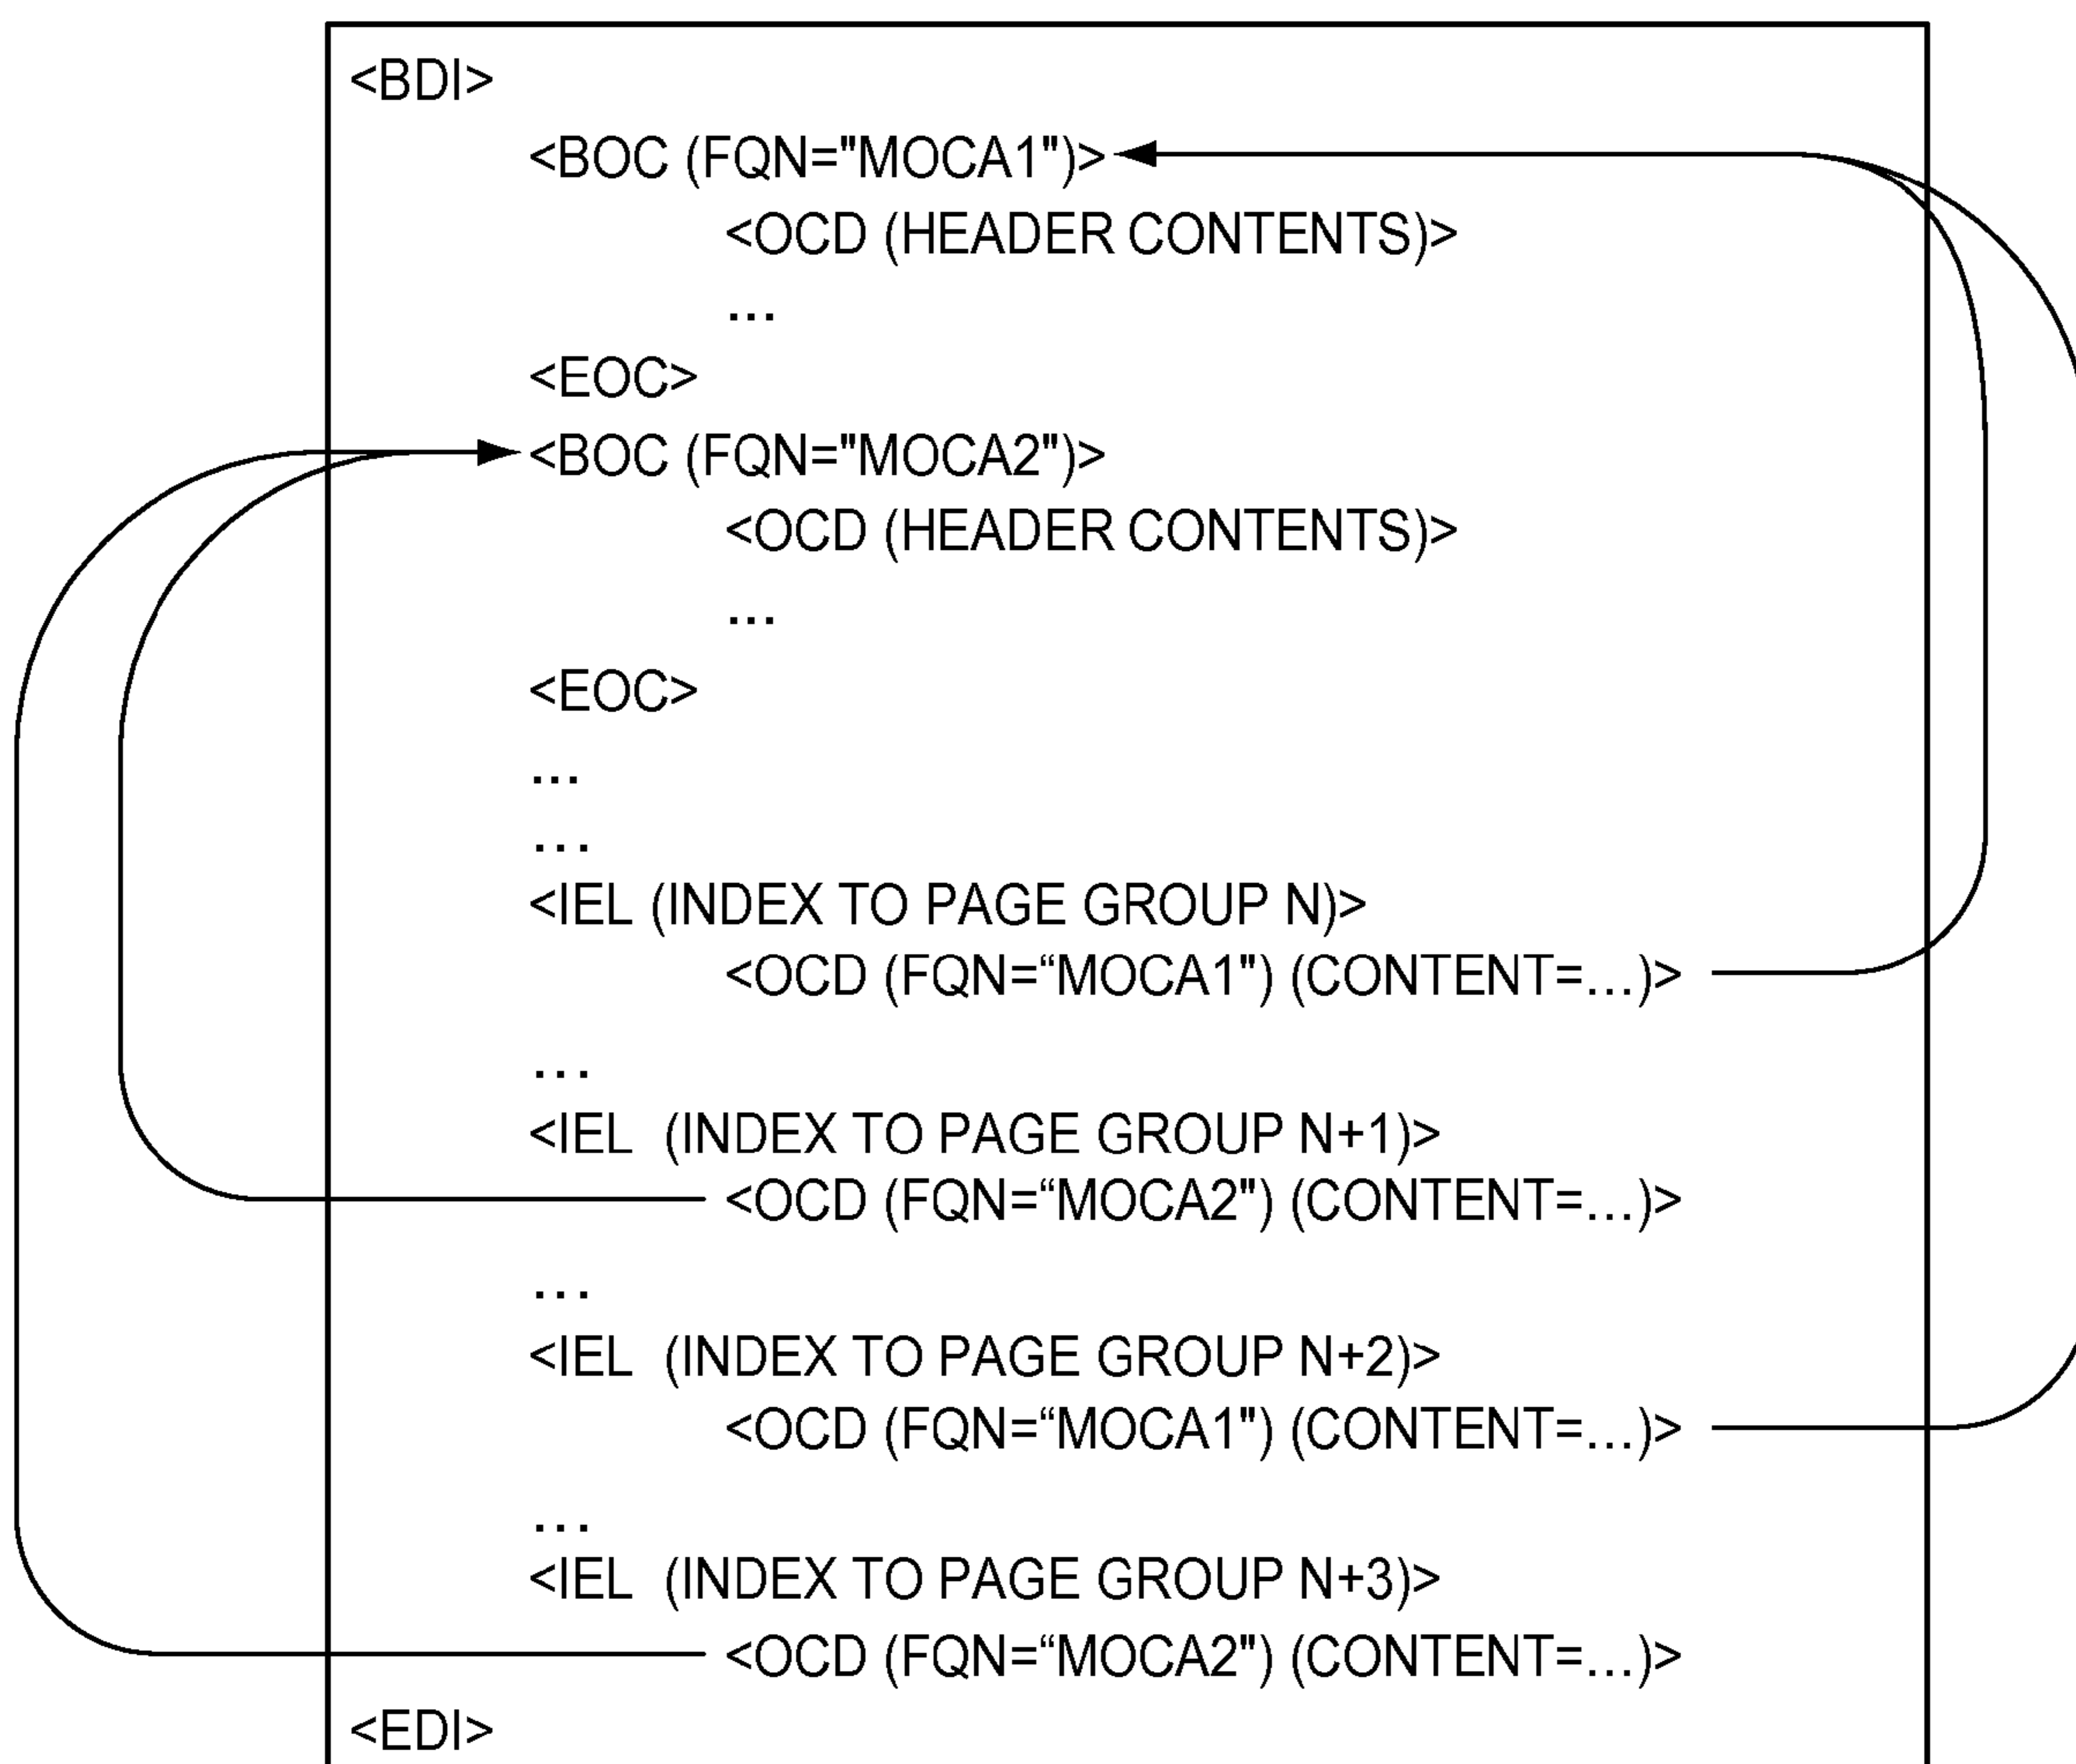 <BDI>
<BOC (FQN="MOCA1")>
<OCD (HEADER CONTENTS)>
...
<EOC>
<BOC (FQN="MOCA2")>
<OCD (HEADER CONTENTS)>
...
<EOC>
...
...
<IEL (INDEX TO PAGE GROUP N)>
<OCD (FQN=“MOCA1") (CONTENT=...)>
...
<IEL (INDEX TO PAGE GROUP N+1)>
<OCD (FQN=“MOCA2") (CONTENT=...)>
...
<IEL (INDEX TO PAGE GROUP N+2)>
<OCD (FQN=“MOCA1") (CONTENT=...)>
...
<IEL (INDEX TO PAGE GROUP N+3)>
<OCD (FQN=“MOCA2") (CONTENT=...)>
<EDI>